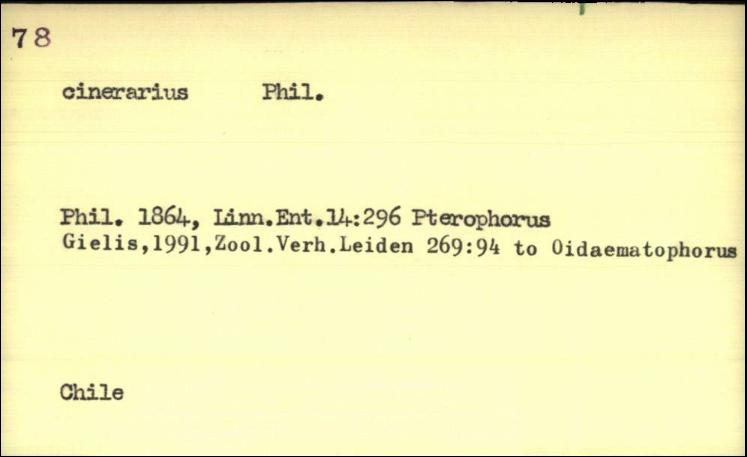 78
cinerarius Phil.
Phil. 1864, Linn.Ent.14:296 Pterophorus
Gielis,1991,Zool.Verh.Leiden 269:94 to Oidaematophorus
Chile